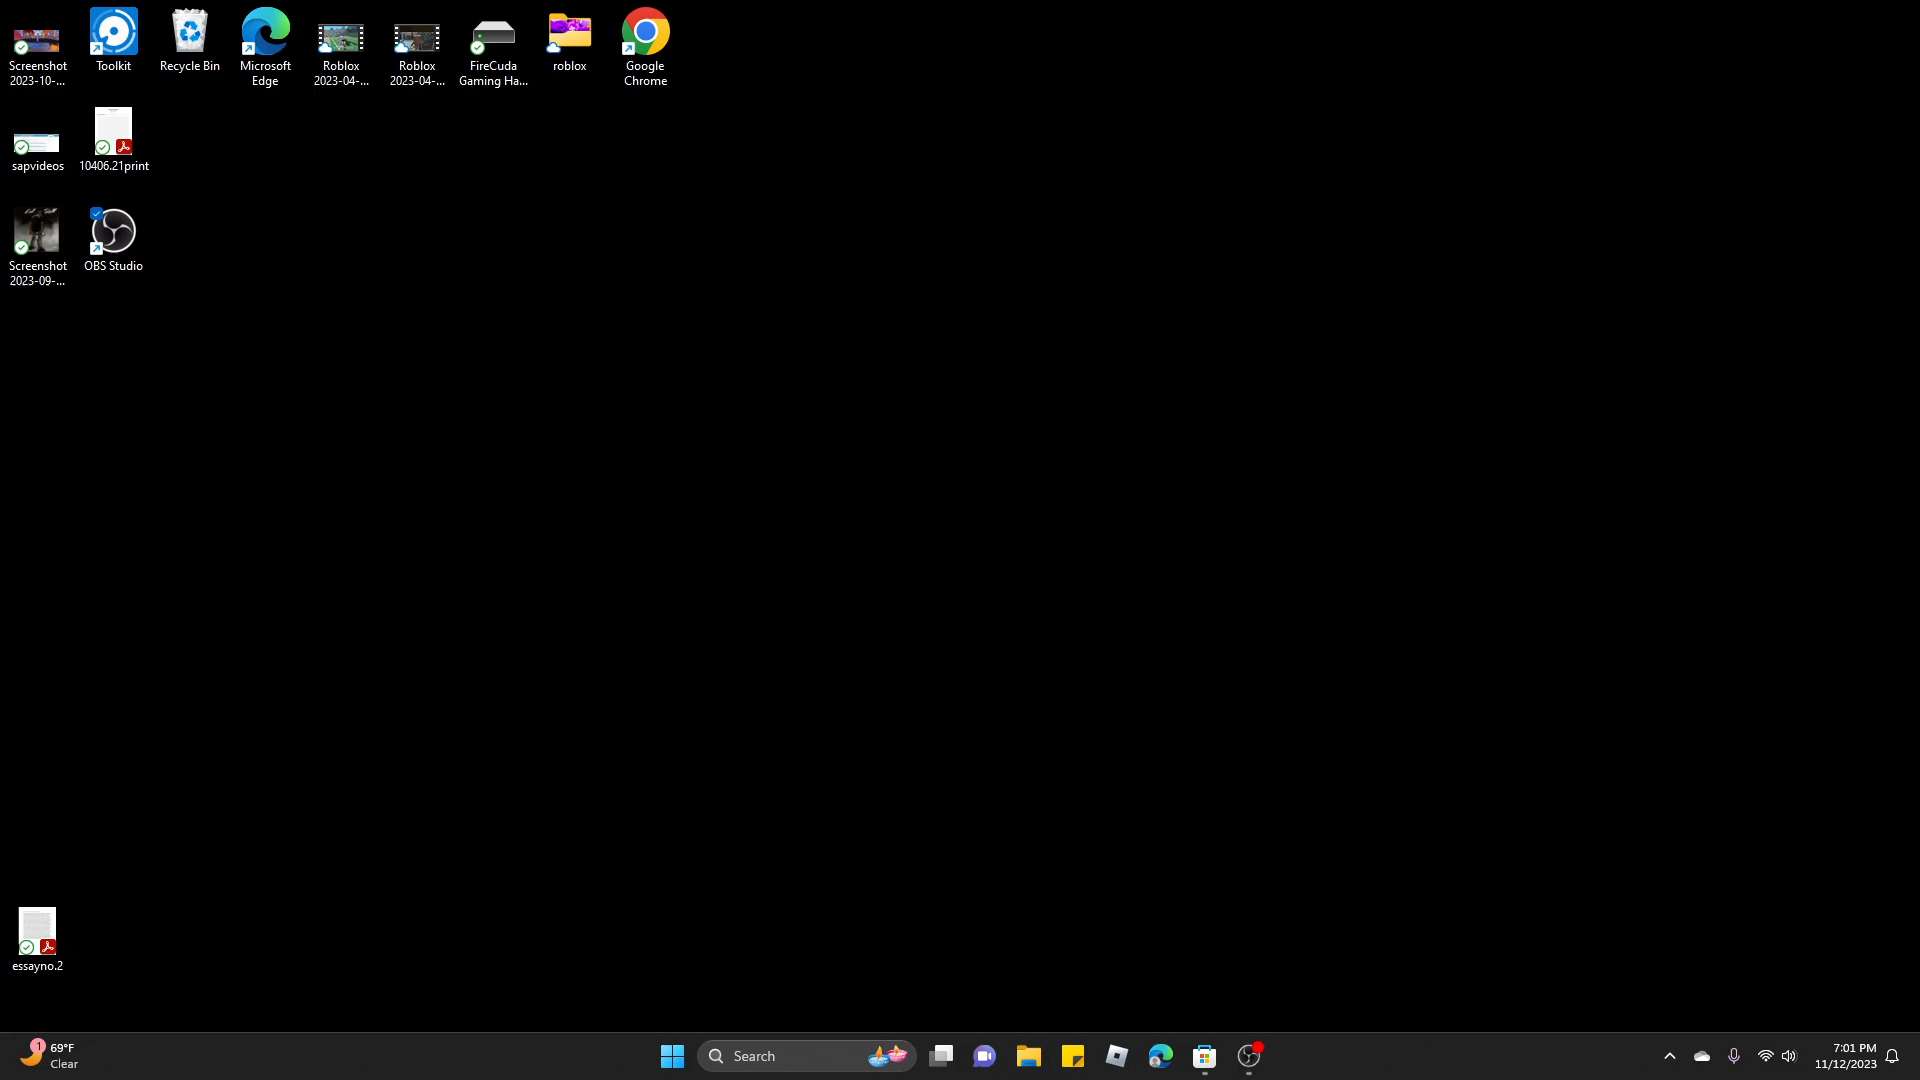 Screenshot
2023-10-...
Toolkit
Recycle Bin
Microsoft
Edge
Roblox
2023-04-...
Roblox
2023-04-...
FireCuda
Gaming Ha...
roblox
Google
Chrome
sapvideos
10406.21print
Screenshot
2023-09-...
OBS Studio
essayno.2
1
69°F
Clear
Search
7:01 PM
11/12/2023